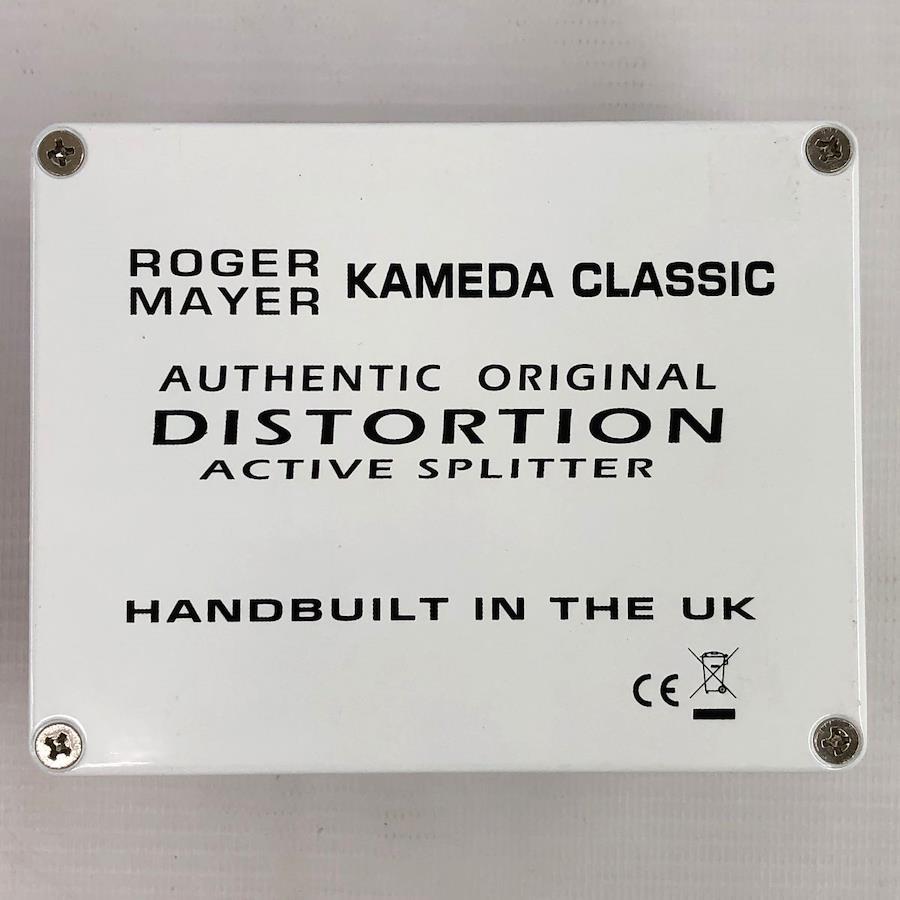 ROGER
MAYER
KAMEDA CLASSIC
AUTHENTIC ORIGINAL
DISTORTION
ACTIVE SPLITTER
HANDBUILT IN THE UK
CE